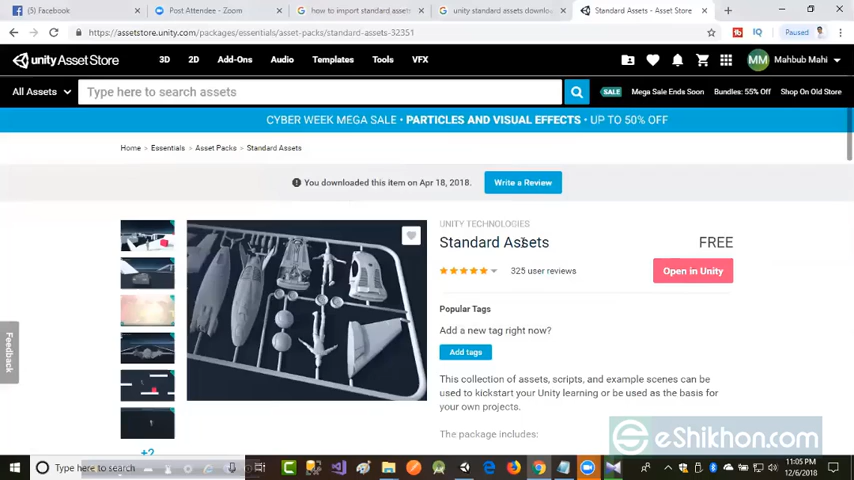 (5) Facebook
Post Attendee - Zoom
how to import standard assets
unity standard assets downlo
Standard Assets - Asset Store
https://assetstore.unity.com/packages/essentials/asset-packs/standard-assets-32351
Paused
unity Asset Store
3D 2D Add-Ons Audio Templates Tools VFX
MM Mahbub Mahi
All Assets
Type here to search assets
SALE Mega Sale Ends Soon Bundles: 55% Off Shop On Old Store
CYBER WEEK MEGA SALE • PARTICLES AND VISUAL EFFECTS • UP TO 50% OFF
Home > Essentials > Asset Packs > Standard Assets
You downloaded this item on Apr 18, 2018.
Write a Review
UNITY TECHNOLOGIES
Standard Assets
FREE
325 user reviews
Open in Unity
Popular Tags
Add a new tag right now?
Add tags
This collection of assets, scripts, and example scenes can be
used to kickstart your Unity learning or be used as the basis for
your own projects.
The package includes:
+2
Feedback
eShikhon.com
Type here to search
11:05 PM
12/6/2018